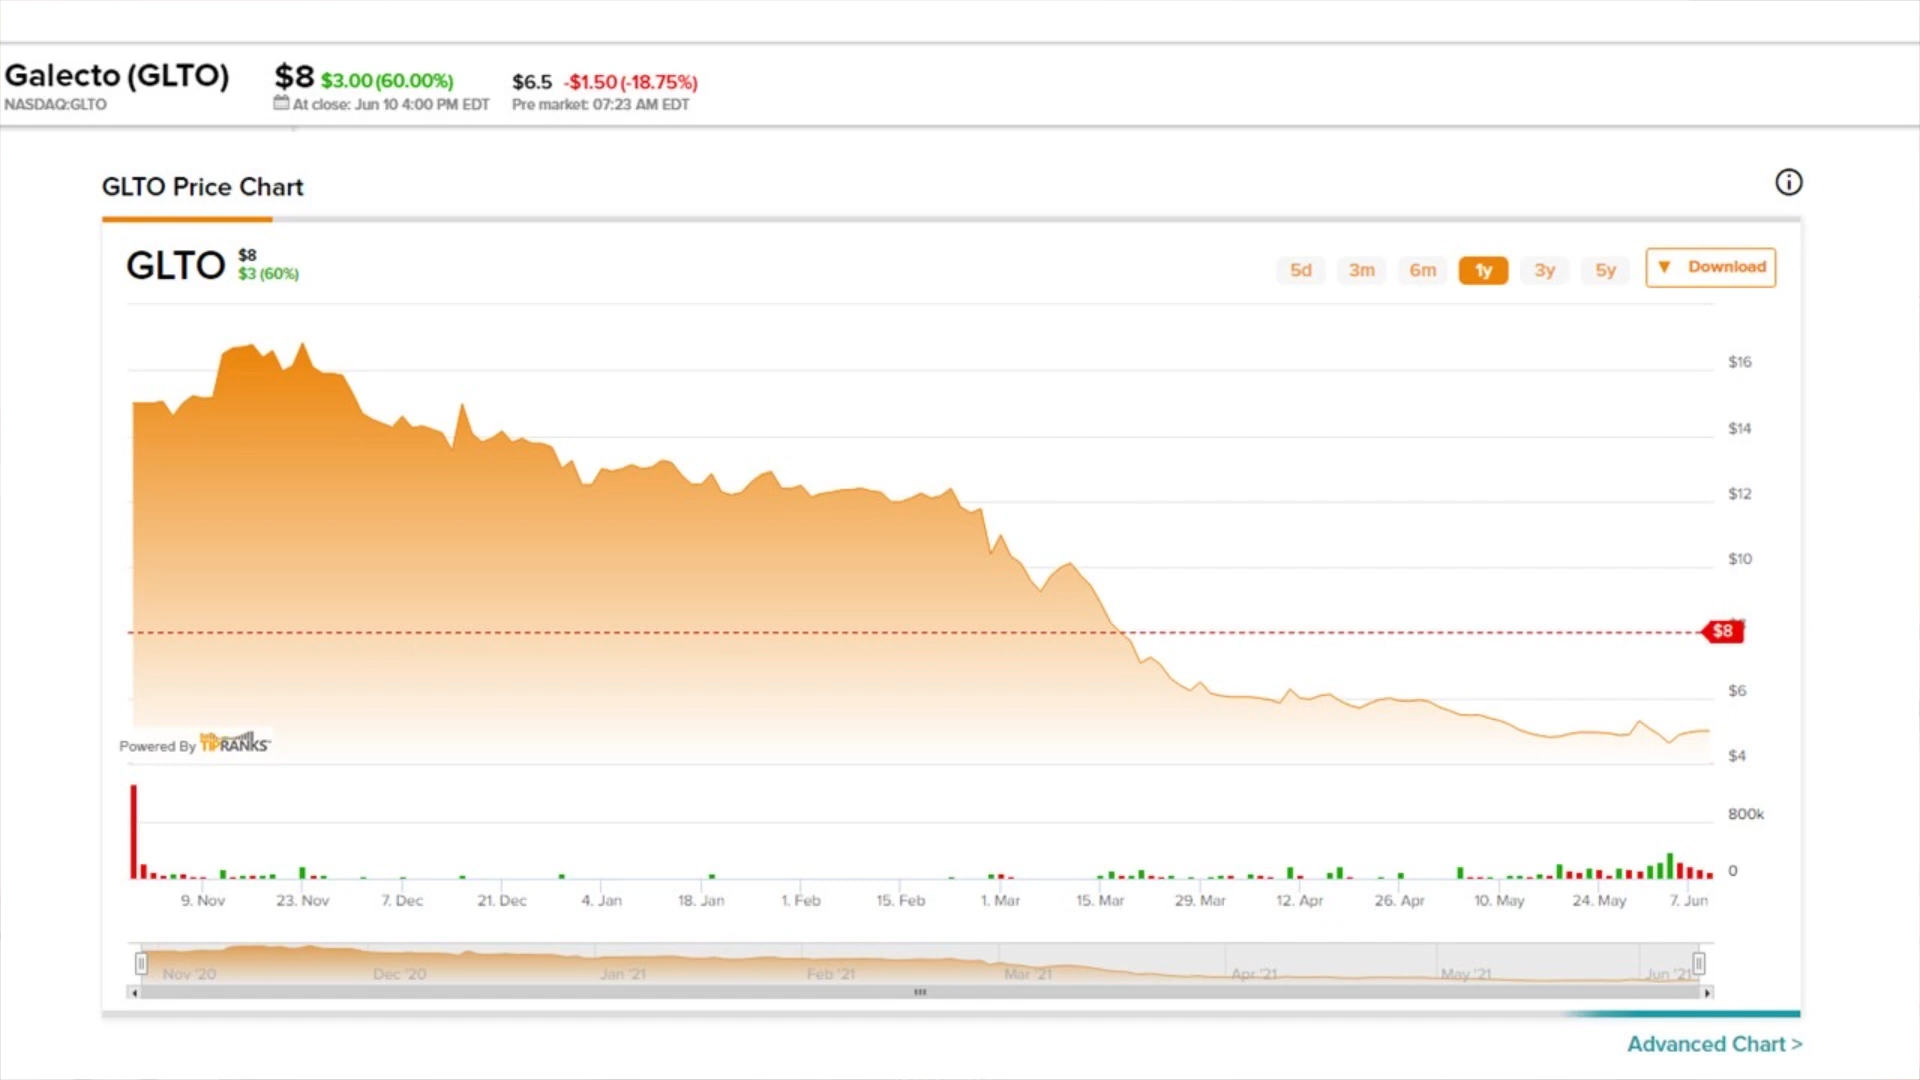 Galecto (GLTO) $8 $3.00 (60.00%) $6.5 -$1.50 (-18.75%)
NASDAQ:GLTO At close: Jun 10 4:00 PM EDT Pre market: 07:23 AM EDT
GLTO Price Chart
GLTO $8
$3 (60%)
5d 3m 6m 1y 3y 5y Download
$16
$14
$12
$10
$8
$6
$4
Powered By TIPRANKS
800k
0
9. Nov 23. Nov 7. Dec 21. Dec 4. Jan 18. Jan 1. Feb 15. Feb 1. Mar 15. Mar 29. Mar 12. Apr 26. Apr 10. May 24. May 7. Jun
Nov '20 Dec '20 Jan '21 Feb '21 Mar '21 Apr '21 May '21 Jun '21
Advanced Chart >